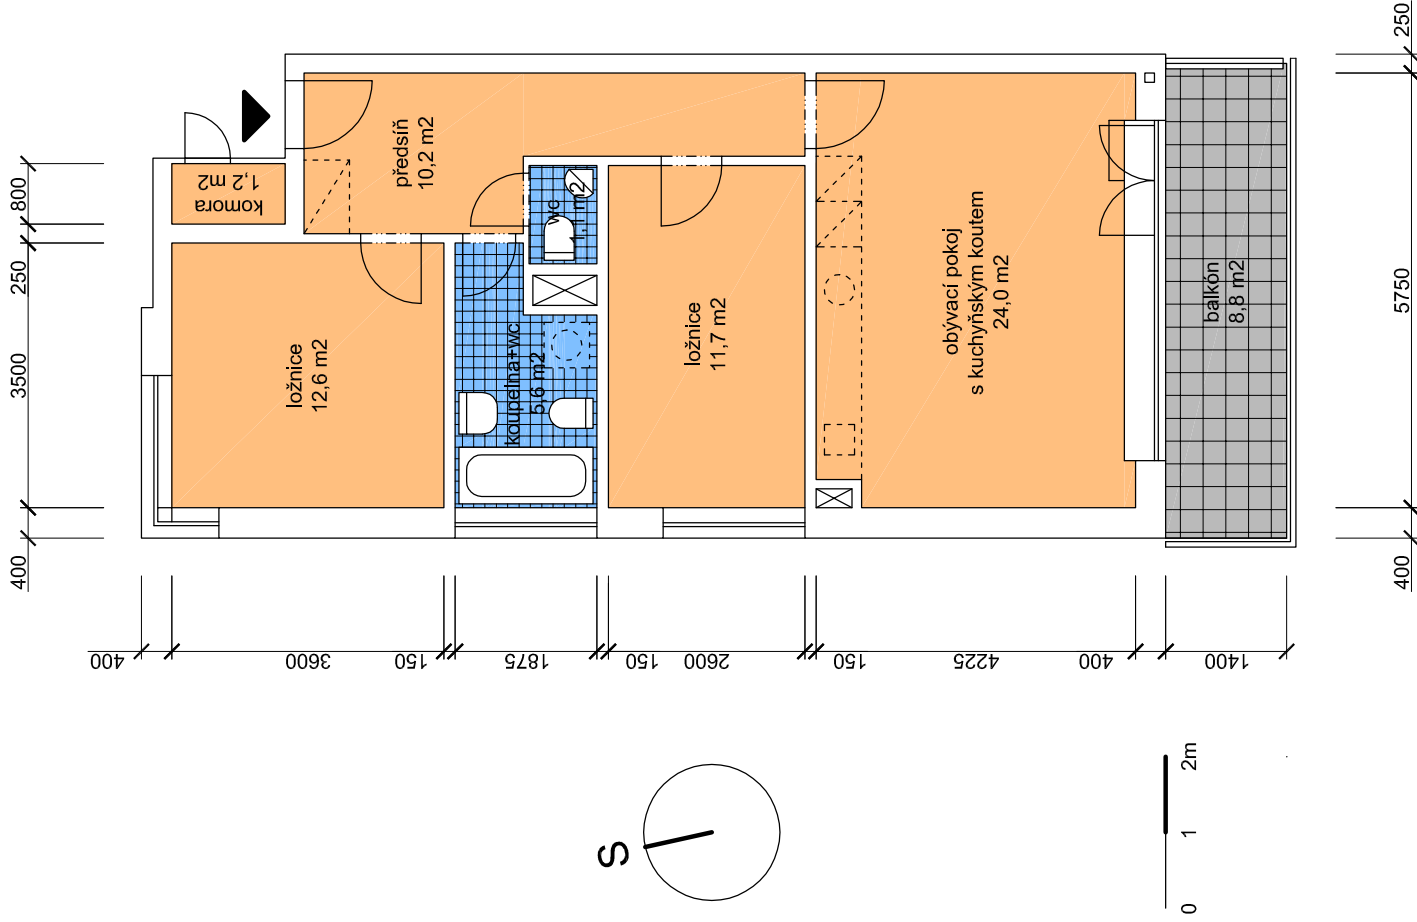 komora
1,2 m2
předsíň
10,2 m2
wc
1,1 m2
ložnice
12,6 m2
koupelna+wc
5,6 m2
ložnice
11,7 m2
obývací pokoj
s kuchyňským koutem
24,0 m2
balkón
8,8 m2
800
250
3500
400
250
5750
400
400
3600
150
1875
150
2600
150
4225
400
1400
S
0
1
2m